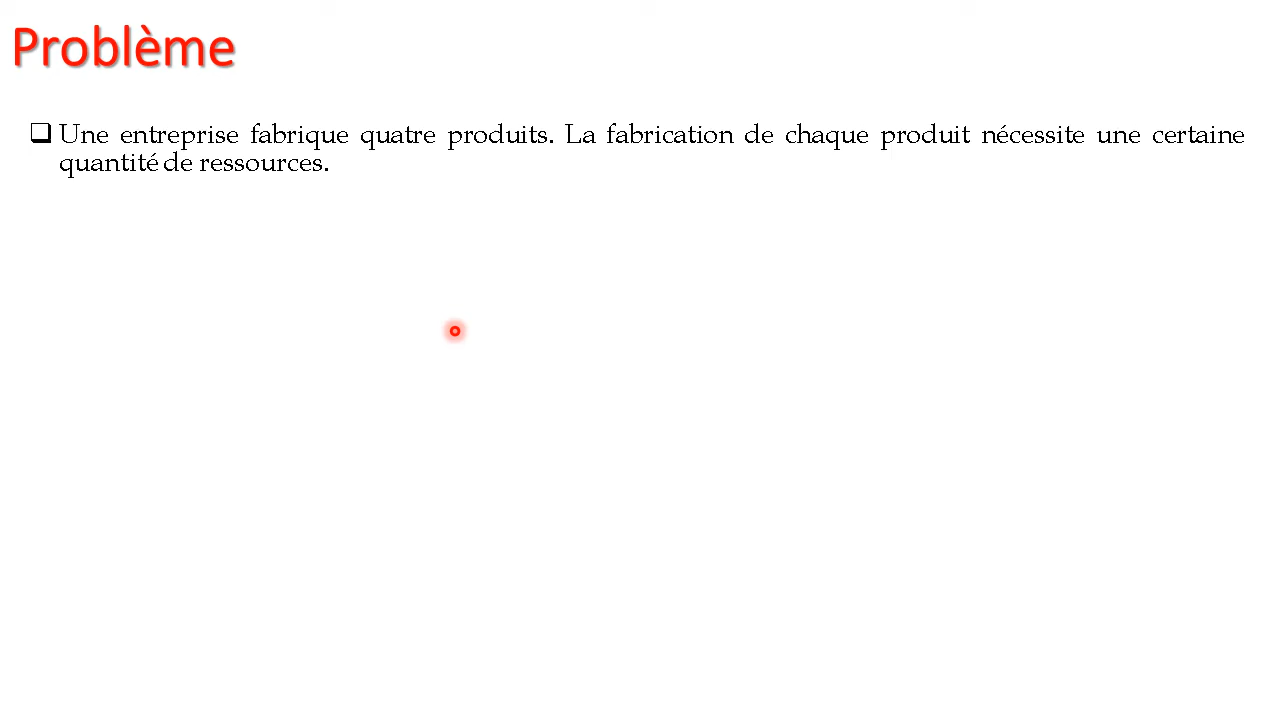 Problème
Une entreprise fabrique quatre produits. La fabrication de chaque produit nécessite une certaine
quantité de ressources.